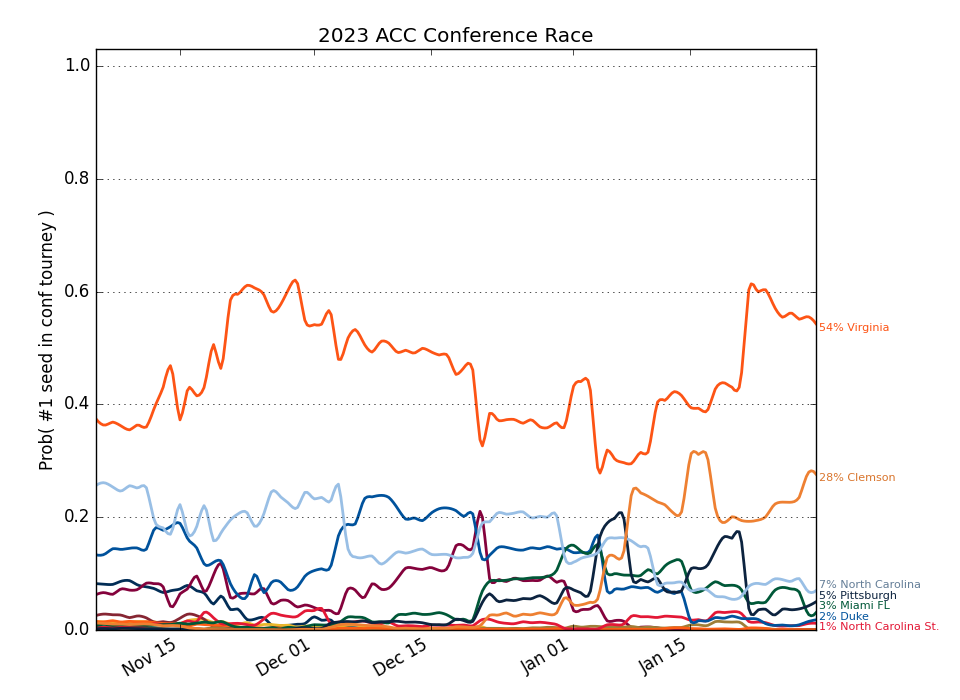 2023 ACC Conference Race
Prob( #1 seed in conf tourney )
1.0
0.8
0.6
0.4
0.2
0.0
Nov 15
Dec 01
Dec 15
Jan 01
Jan 15
54% Virginia
28% Clemson
7% North Carolina
5% Pittsburgh
3% Miami FL
2% Duke
1% North Carolina St.